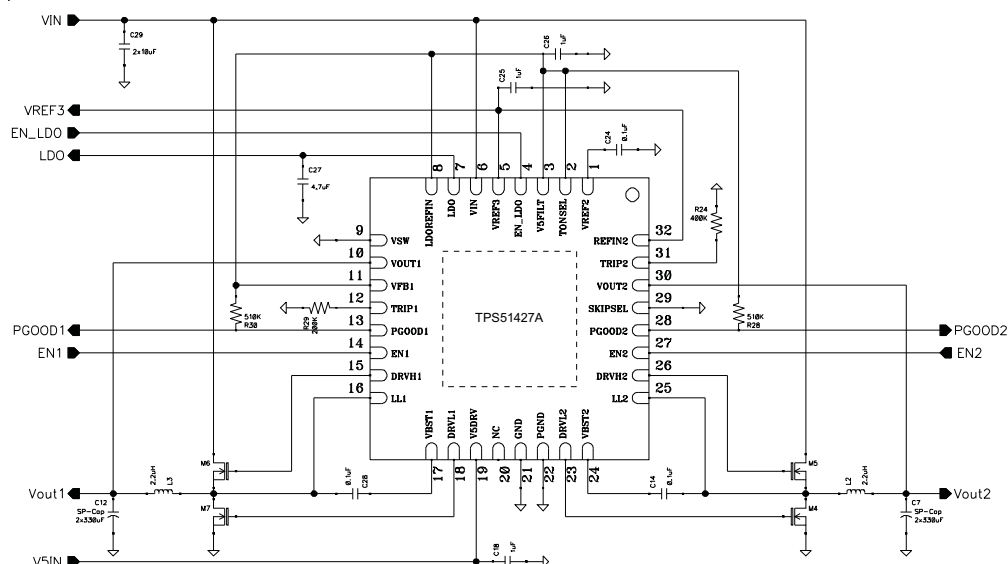 VIN
C29
2x10uF
C26
1uF
C25
1uF
VREF3
EN_LDO
LDO
C27
4.7uF
C24
0.1uF
8
7
6
5
4
3
2
1
LDOREFIN
LDO
VIN
VREF3
EN_LDO
V5FILT
TONSEL
VREF2
R24
400K
9
VSW
10
VOUT1
11
VFB1
12
TRIP1
13
PGOOD1
14
EN1
15
DRVH1
16
LL1
32
REFIN2
31
TRIP2
30
VOUT2
29
SKIPSEL
28
PGOOD2
27
EN2
26
DRVH2
25
LL2
TPS51427A
510K
R30
R29
200K
510K
R28
PGOOD1
EN1
PGOOD2
EN2
VBST1
DRVL1
V5DRV
NC
GND
PGND
DRVL2
VBST2
17
18
19
20
21
22
23
24
M6
M5
2.2uH
L3
0.1uF
C28
C14
0.1uF
L2
2.2uH
Vout1
Vout2
C12
SP-Cap
2x330uF
M7
M4
C7
SP-Cap
2x330uF
C18
1uF
V5IN